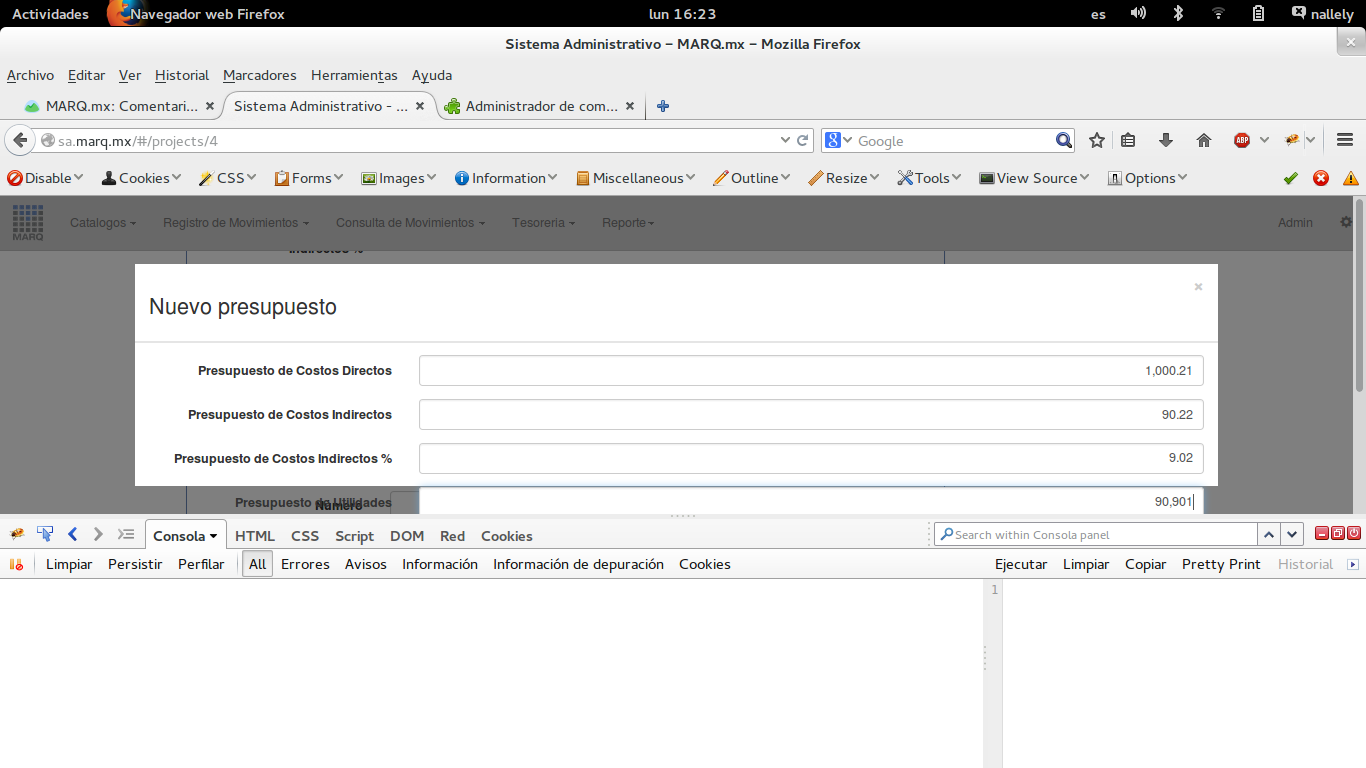 Actividades Navegador web Firefox lun 16:23 es nallely
Sistema Administrativo – MARQ.mx – Mozilla Firefox
Archivo Editar Ver Historial Marcadores Herramientas Ayuda
MARQ.mx: Comentari... Sistema Administrativo - ... Administrador de com...
sa.marq.mx/#/projects/4 Google
Disable Cookies CSS Forms Images Information Miscellaneous Outline Resize Tools View Source Options
MARQ Catalogos Registro de Movimientos Consulta de Movimientos Tesoreria Reporte Admin
Indirectos %
Nuevo presupuesto
Presupuesto de Costos Directos 1,000.21
Presupuesto de Costos Indirectos 90.22
Presupuesto de Costos Indirectos % 9.02
Presupuesto de Utilidades 90,901
Número
Consola HTML CSS Script DOM Red Cookies Search within Consola panel
Limpiar Persistir Perfilar All Errores Avisos Información Información de depuración Cookies Ejecutar Limpiar Copiar Pretty Print Historial
1